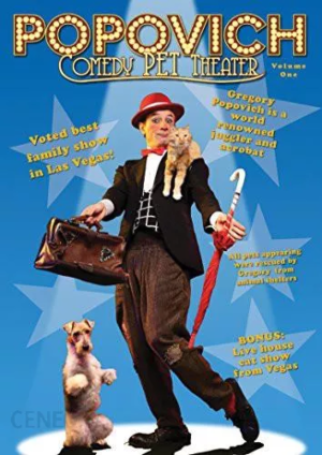 POPOVICH
COMEDY PET THEATER
Volume
One
Voted best
family show
in Las Vegas!
Gregory
Popovich is a
world
renowned
juggler and
acrobat
All pets appearing
were rescued by
Gregory from
animal shelters
BONUS:
Live house
cat show
from Vegas
CENE